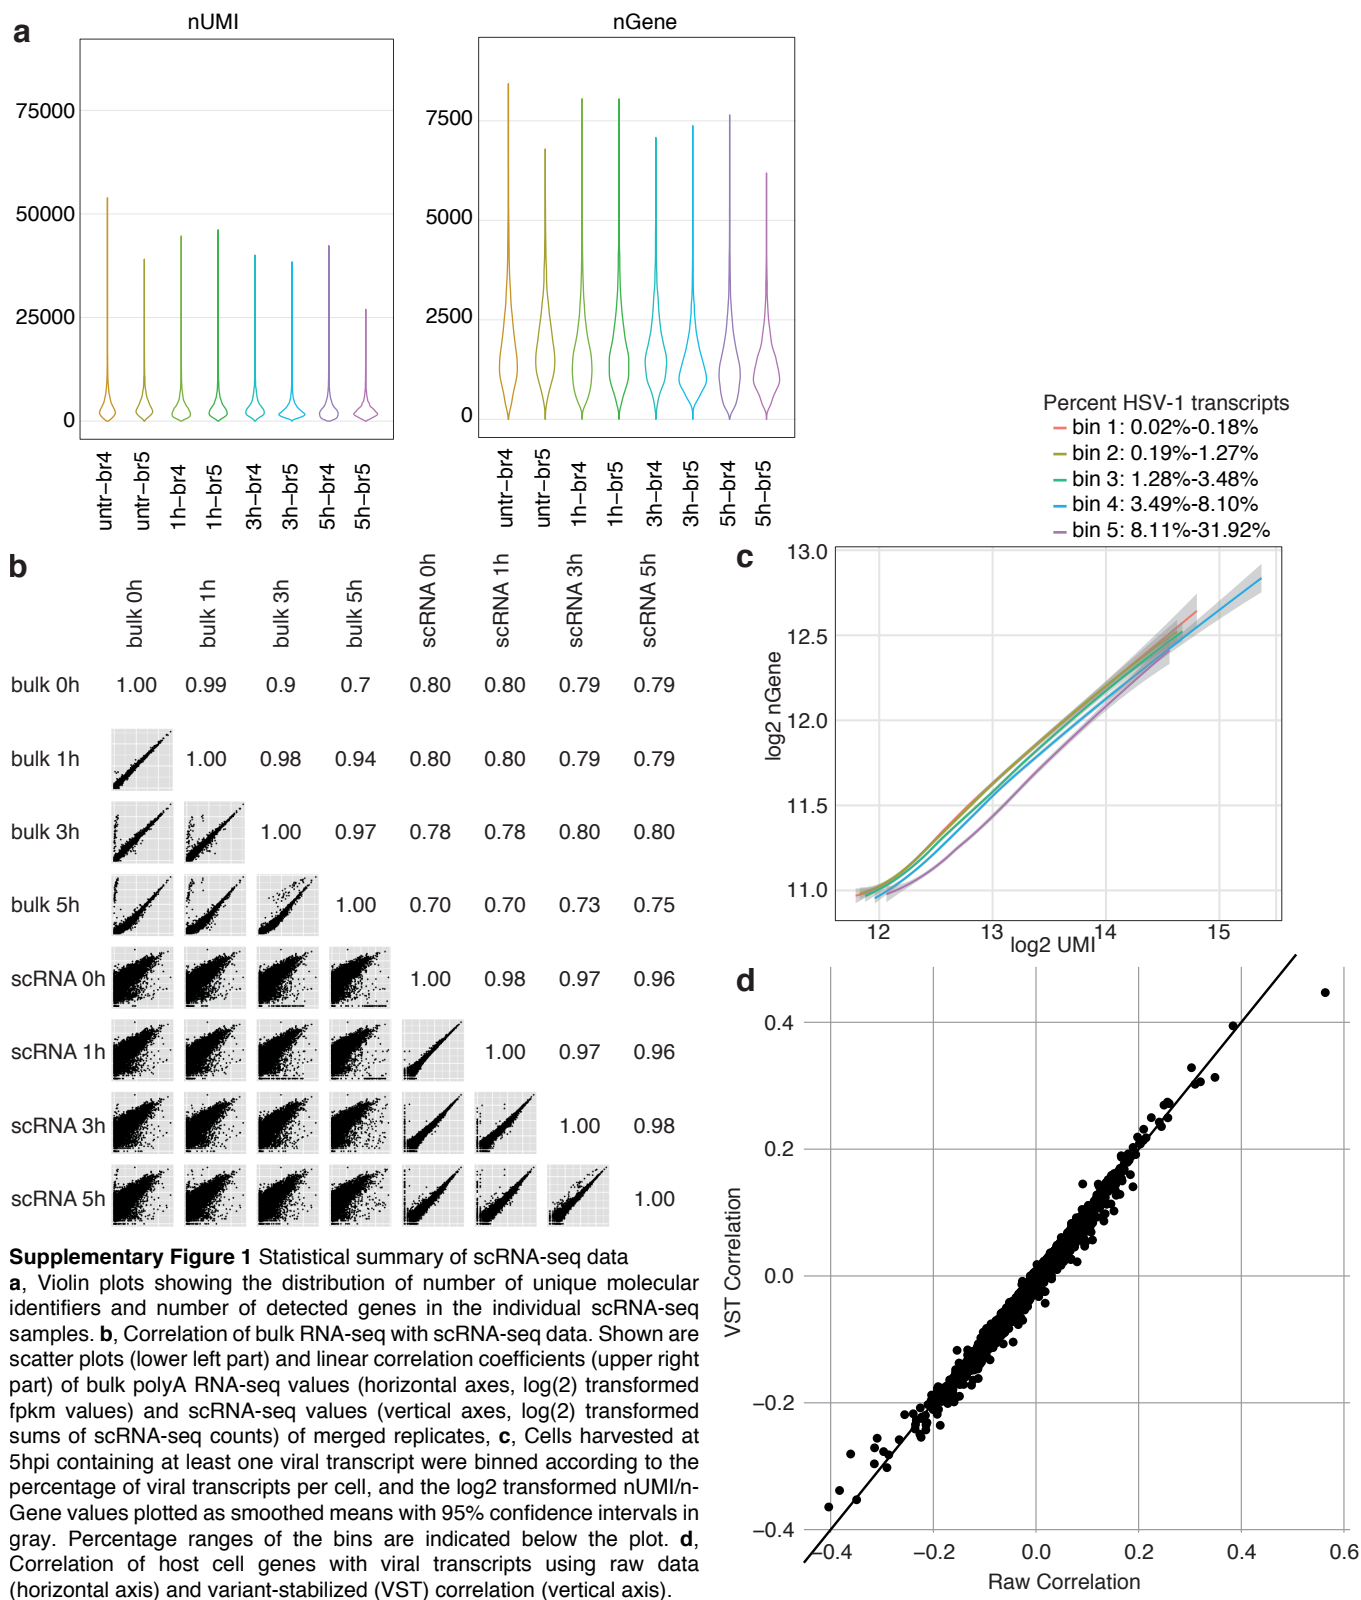 a
nUMI
75000
50000
25000
0
untr−br4
untr−br5
1h−br4
1h−br5
3h−br4
3h−br5
5h−br4
5h−br5
nGene
7500
5000
2500
0
untr−br4
untr−br5
1h−br4
1h−br5
3h−br4
3h−br5
5h−br4
5h−br5
b
bulk 0h
bulk 1h
bulk 3h
bulk 5h
scRNA 0h
scRNA 1h
scRNA 3h
scRNA 5h
bulk 0h 1.00 0.99 0.9 0.7 0.80 0.80 0.79 0.79
bulk 1h 1.00 0.98 0.94 0.80 0.80 0.79 0.79
bulk 3h 1.00 0.97 0.78 0.78 0.80 0.80
bulk 5h 1.00 0.70 0.70 0.73 0.75
scRNA 0h 1.00 0.98 0.97 0.96
scRNA 1h 1.00 0.97 0.96
scRNA 3h 1.00 0.98
scRNA 5h 1.00
Percent HSV-1 transcripts
bin 1: 0.02%-0.18%
bin 2: 0.19%-1.27%
bin 3: 1.28%-3.48%
bin 4: 3.49%-8.10%
bin 5: 8.11%-31.92%
c
log2 nGene
13.0
12.5
12.0
11.5
11.0
12 13 14 15
log2 UMI
d
VST Correlation
0.4
0.2
0.0
−0.2
−0.4
−0.4 −0.2 0.0 0.2 0.4 0.6
Raw Correlation
Supplementary Figure 1 Statistical summary of scRNA-seq data
a, Violin plots showing the distribution of number of unique molecular
identifiers and number of detected genes in the individual scRNA-seq
samples. b, Correlation of bulk RNA-seq with scRNA-seq data. Shown are
scatter plots (lower left part) and linear correlation coefficients (upper right
part) of bulk polyA RNA-seq values (horizontal axes, log(2) transformed
fpkm values) and scRNA-seq values (vertical axes, log(2) transformed
sums of scRNA-seq counts) of merged replicates, c, Cells harvested at
5hpi containing at least one viral transcript were binned according to the
percentage of viral transcripts per cell, and the log2 transformed nUMI/n-
Gene values plotted as smoothed means with 95% confidence intervals in
gray. Percentage ranges of the bins are indicated below the plot. d,
Correlation of host cell genes with viral transcripts using raw data
(horizontal axis) and variant-stabilized (VST) correlation (vertical axis).